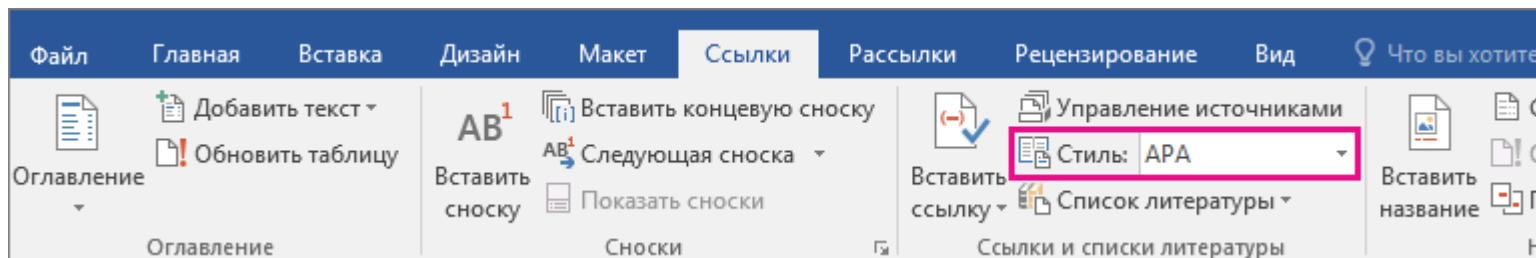 Файл Главная Вставка Дизайн Макет Ссылки Рассылки Рецензирование Вид Что вы хотите
Оглавление
Добавить текст
Обновить таблицу
Оглавление
AB1
Вставить
сноску
[i] Вставить концевую сноску
AB1 Следующая сноска
Показать сноски
Сноски
Вставить
ссылку
Управление источниками
Стиль: APA
Список литературы
Ссылки и списки литературы
Вставить
название